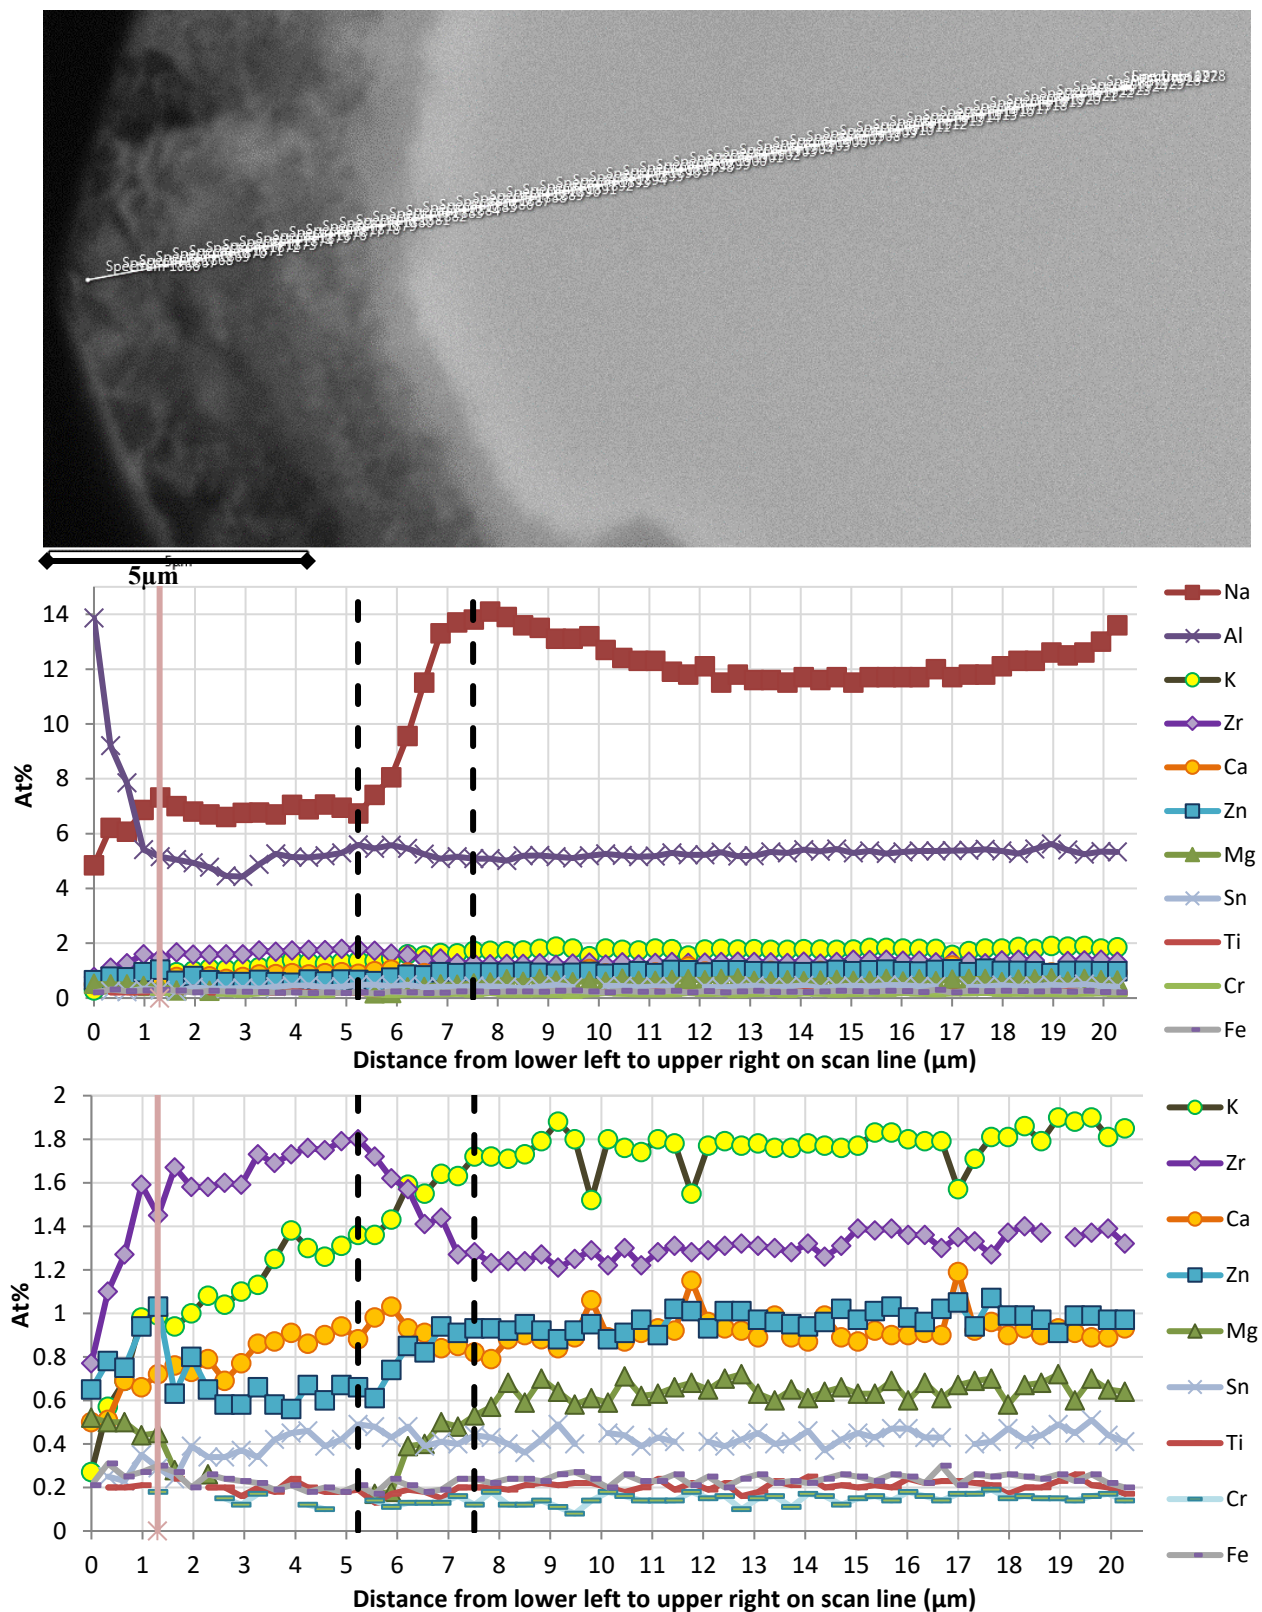 5µm
5µm
14
12
10
8
6
4
2
0
At%
0 1 2 3 4 5 6 7 8 9 10 11 12 13 14 15 16 17 18 19 20
Distance from lower left to upper right on scan line (µm)
Na
Al
K
Zr
Ca
Zn
Mg
Sn
Ti
Cr
Fe
2
1.8
1.6
1.4
1.2
1
0.8
0.6
0.4
0.2
0
At%
0 1 2 3 4 5 6 7 8 9 10 11 12 13 14 15 16 17 18 19 20
Distance from lower left to upper right on scan line (µm)
K
Zr
Ca
Zn
Mg
Sn
Ti
Cr
Fe